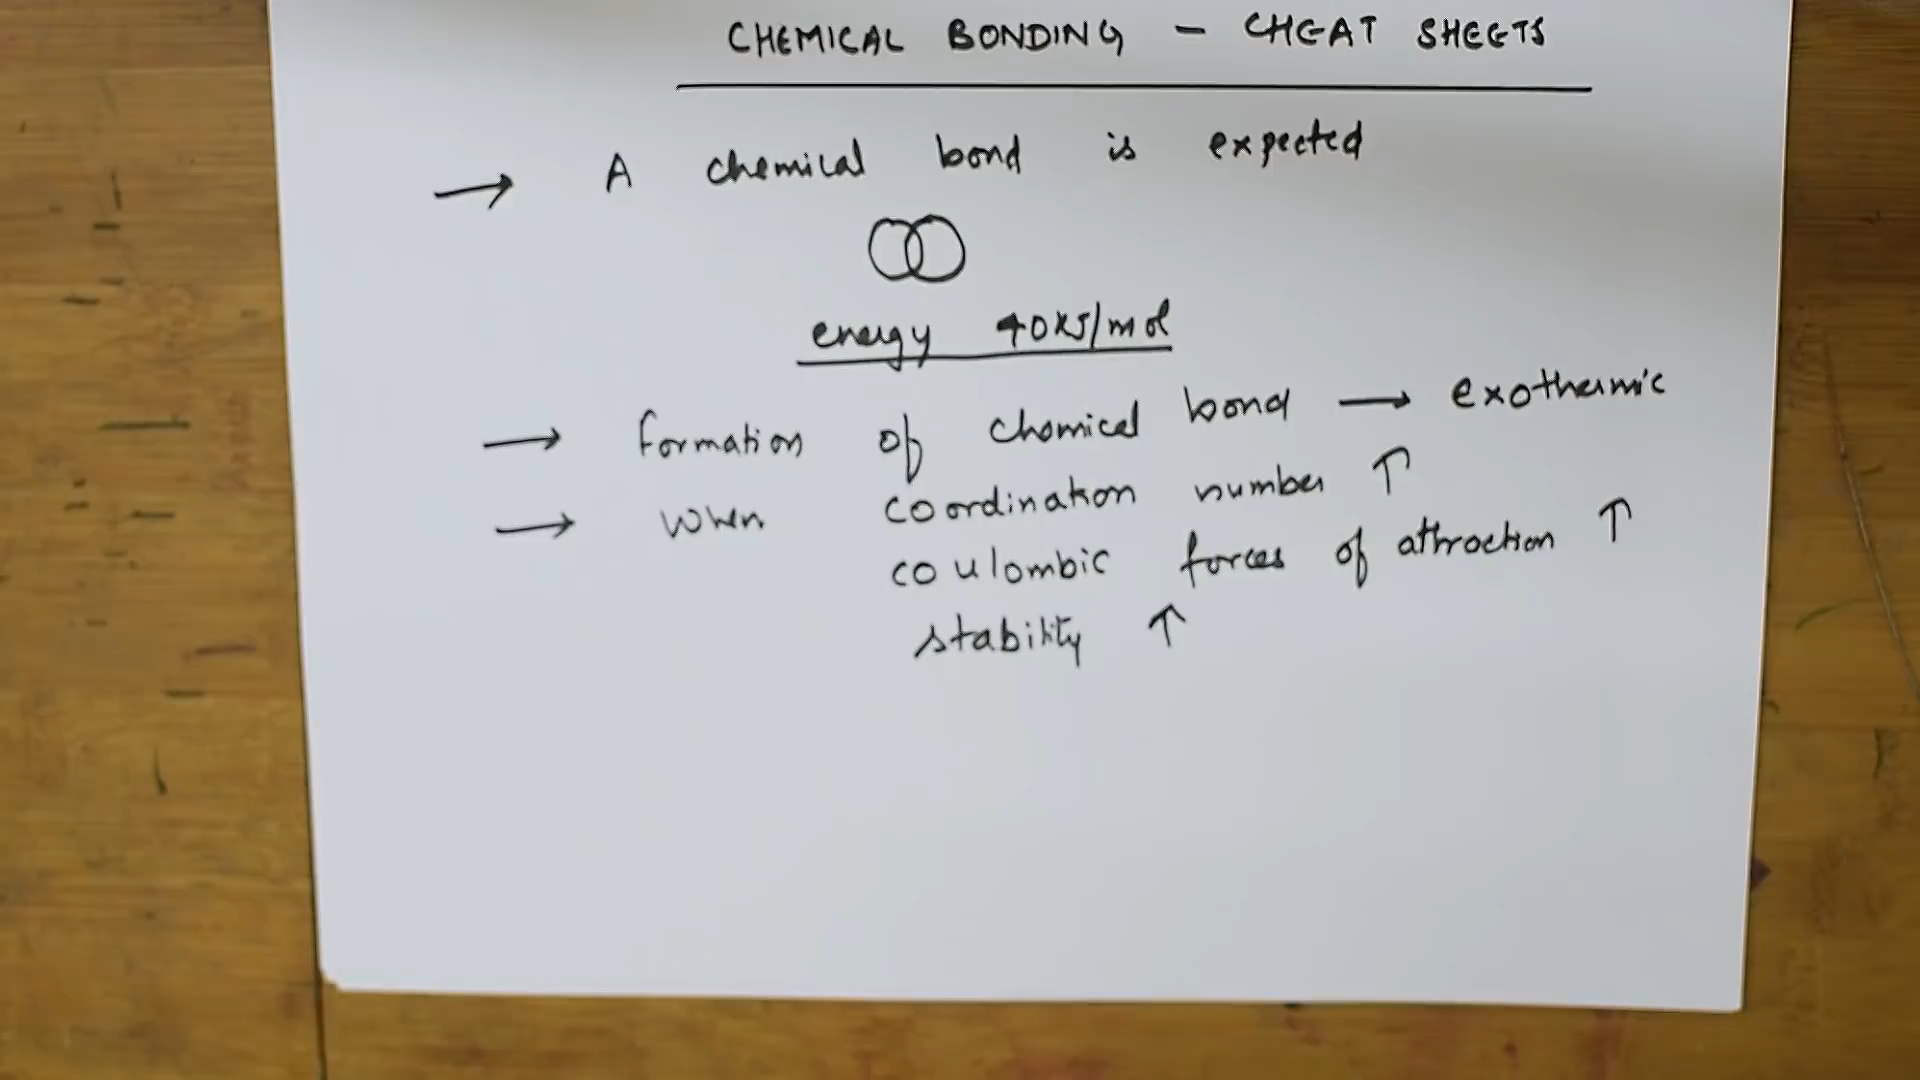 CHEMICAL BONDING - CHEAT SHEETS
→ A chemical bond is expected
energy 40KJ/mol
→ formation of chemical bond → exothermic
→ When coordination number ↑
coulombic forces of attraction ↑
stability ↑